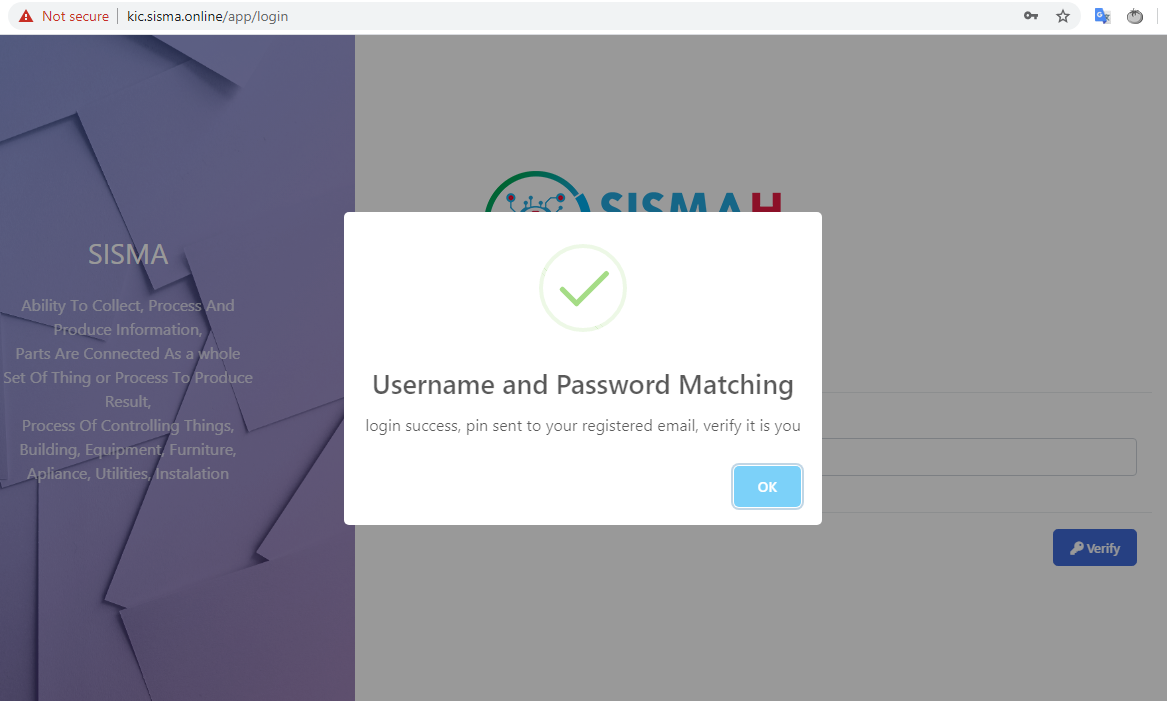 Not secure
kic.sisma.online/app/login
SISMAH
SISMA
Ability To Collect, Process And
Produce Information,
Parts Are Connected As a whole
Set Of Thing or Process To Produce
Result,
Process Of Controlling Things,
Building, Equipment, Furniture,
Apliance, Utilities, Instalation
Username and Password Matching
login success, pin sent to your registered email, verify it is you
OK
Verify